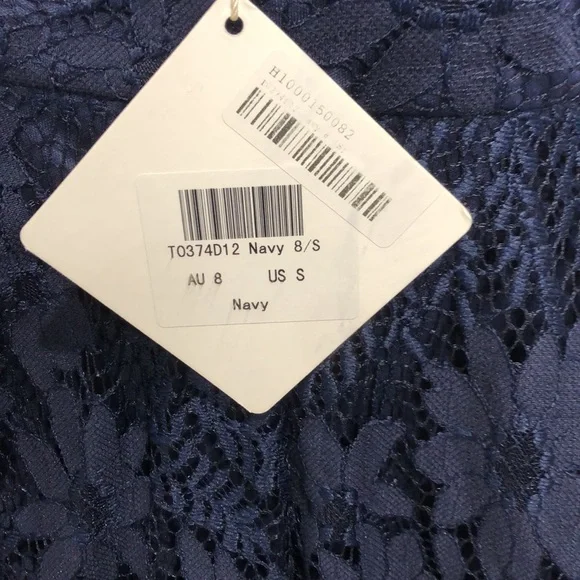 H1000150082
T0374D12 Navy 8/S
AU 8 US S
Navy